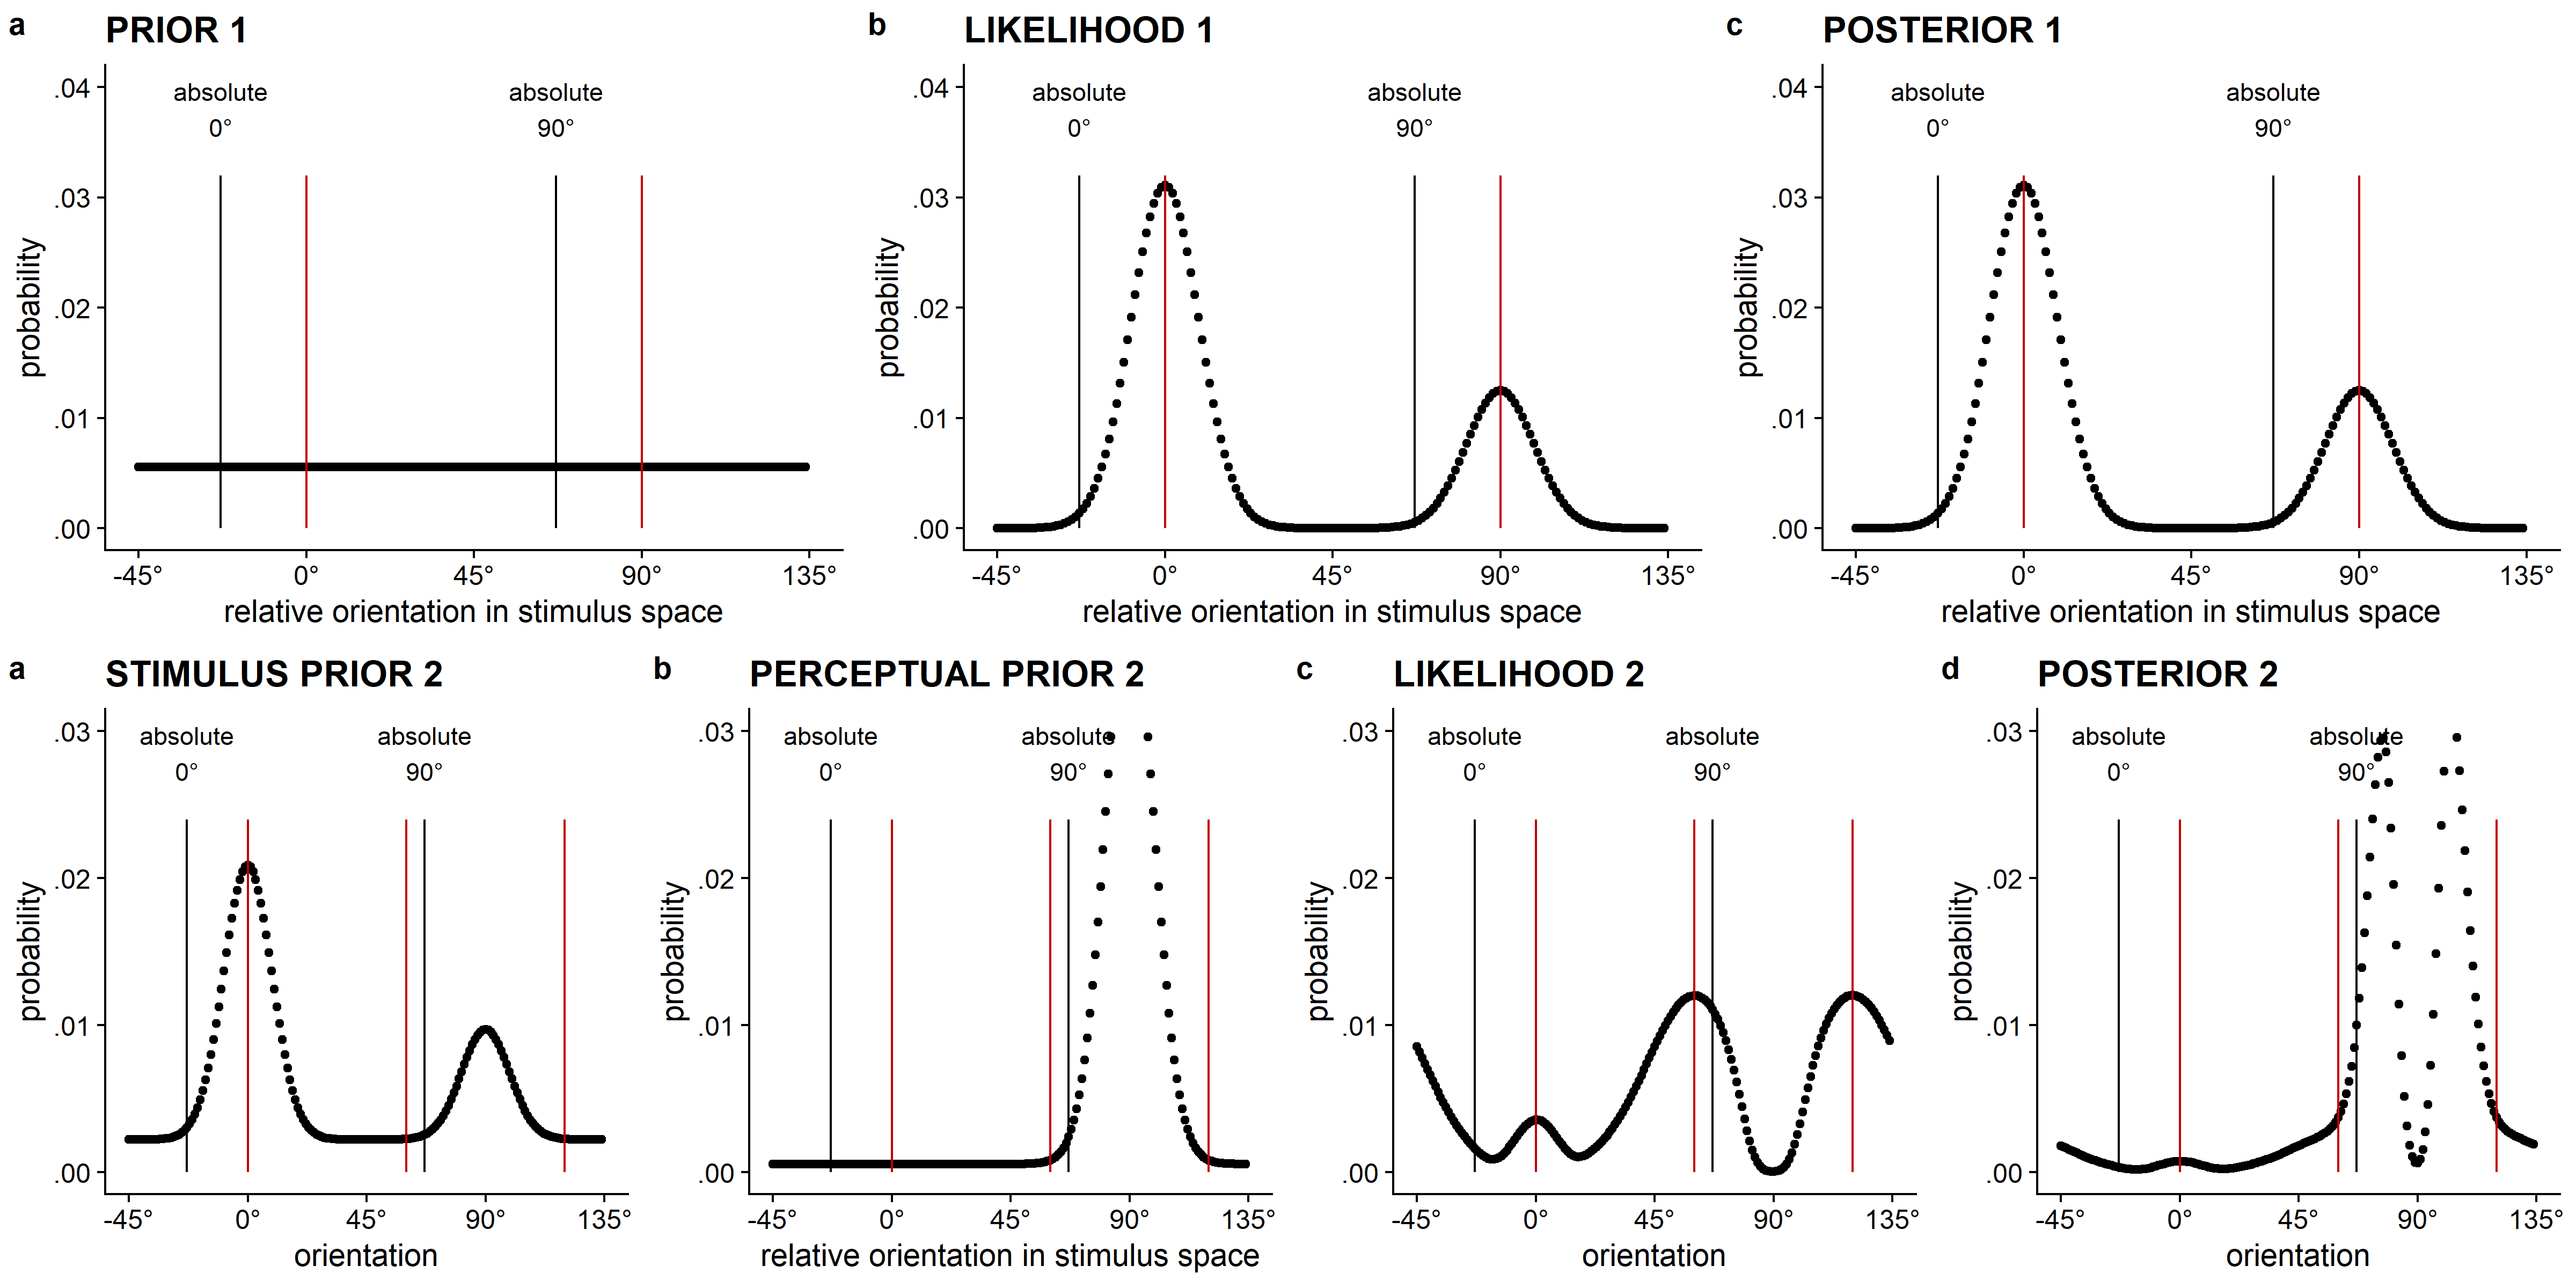 a PRIOR 1
absolute
0°
absolute
90°
.04
.03
.02
.01
.00
probability
-45° 0° 45° 90° 135°
relative orientation in stimulus space
b LIKELIHOOD 1
absolute
0°
absolute
90°
.04
.03
.02
.01
.00
probability
-45° 0° 45° 90° 135°
relative orientation in stimulus space
c POSTERIOR 1
absolute
0°
absolute
90°
.04
.03
.02
.01
.00
probability
-45° 0° 45° 90° 135°
relative orientation in stimulus space
a STIMULUS PRIOR 2
absolute
0°
absolute
90°
.03
.02
.01
.00
probability
-45° 0° 45° 90° 135°
orientation
b PERCEPTUAL PRIOR 2
absolute
0°
absolute
90°
.03
.02
.01
.00
probability
-45° 0° 45° 90° 135°
relative orientation in stimulus space
c LIKELIHOOD 2
absolute
0°
absolute
90°
.03
.02
.01
.00
probability
-45° 0° 45° 90° 135°
orientation
d POSTERIOR 2
absolute
0°
absolute
90°
.03
.02
.01
.00
probability
-45° 0° 45° 90° 135°
orientation